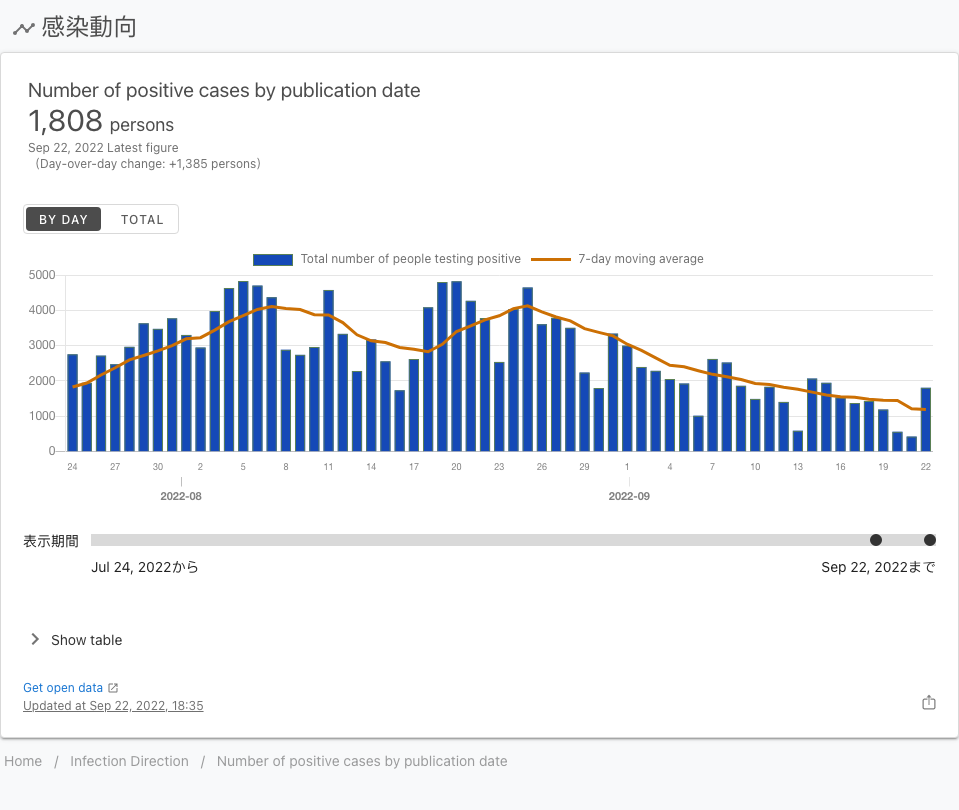 感染動向
Number of positive cases by publication date
1,808 persons
Sep 22, 2022 Latest figure
(Day-over-day change: +1,385 persons)
BY DAY TOTAL
Total number of people testing positive 7-day moving average
5000
4000
3000
2000
1000
0
24 27 30 2 5 8 11 14 17 20 23 26 29 1 4 7 10 13 16 19 22
2022-08 2022-09
表示期間
Jul 24, 2022から Sep 22, 2022まで
Show table
Get open data
Updated at Sep 22, 2022, 18:35
Home / Infection Direction / Number of positive cases by publication date